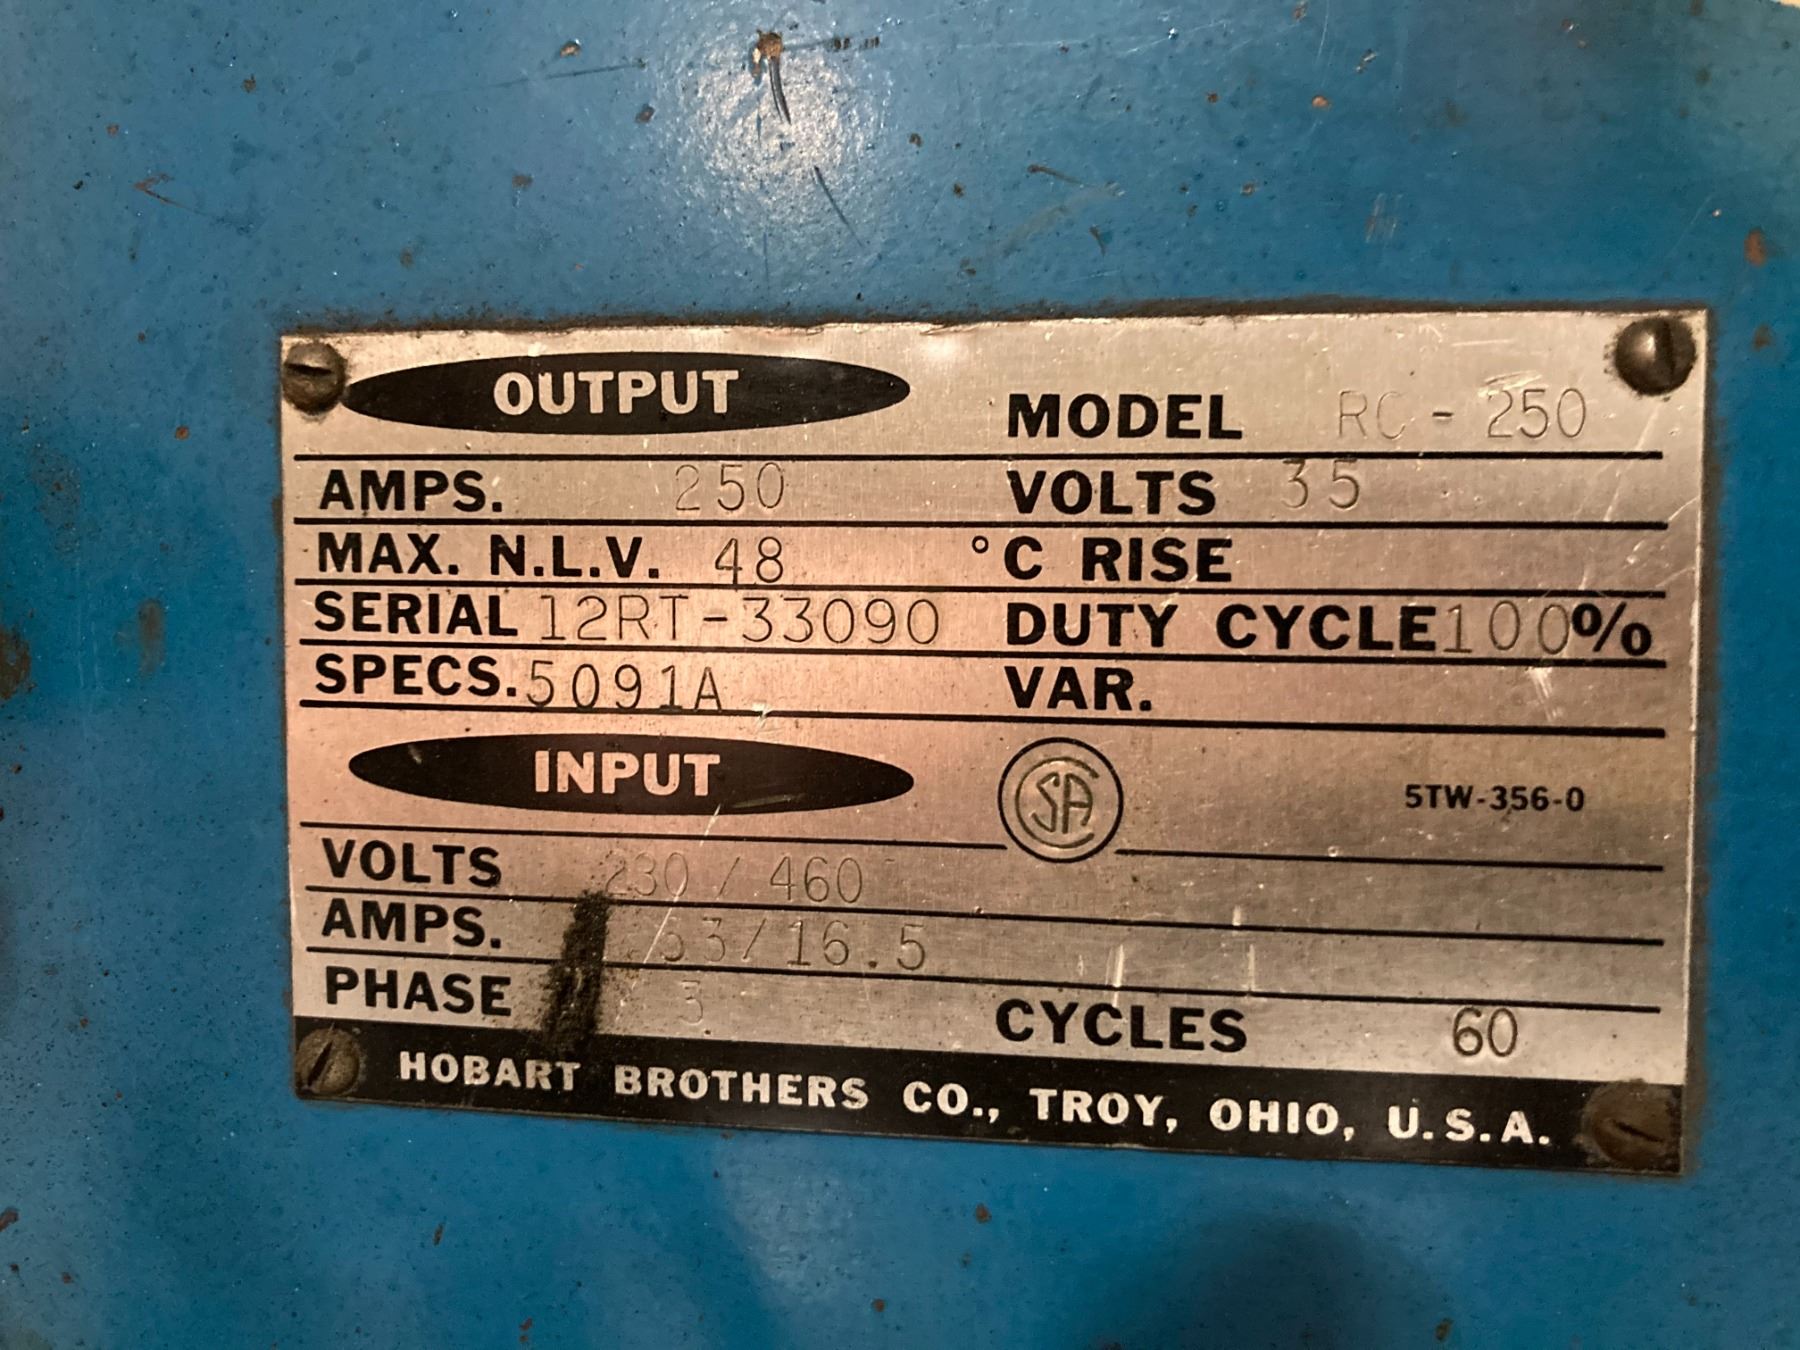 OUTPUT
MODEL RC - 250
AMPS. 250 VOLTS 35
MAX. N.L.V. 48 °C RISE
SERIAL 12RT-33090 DUTY CYCLE 100%
SPECS. 5091A VAR.
INPUT
CSA
5TW-356-0
VOLTS 230 / 460
AMPS. 33/16.5
PHASE 3 CYCLES 60
HOBART BROTHERS CO., TROY, OHIO, U.S.A.